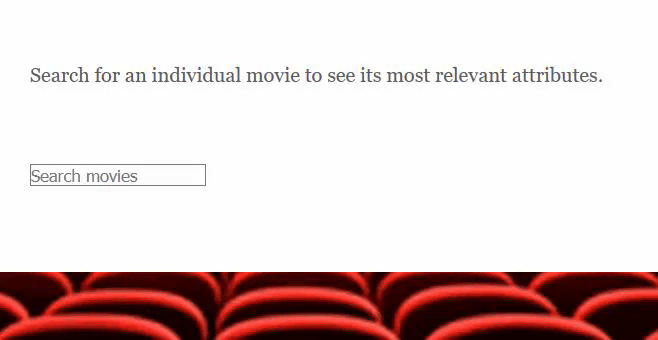 Search for an individual movie to see its most relevant attributes.
Search movies